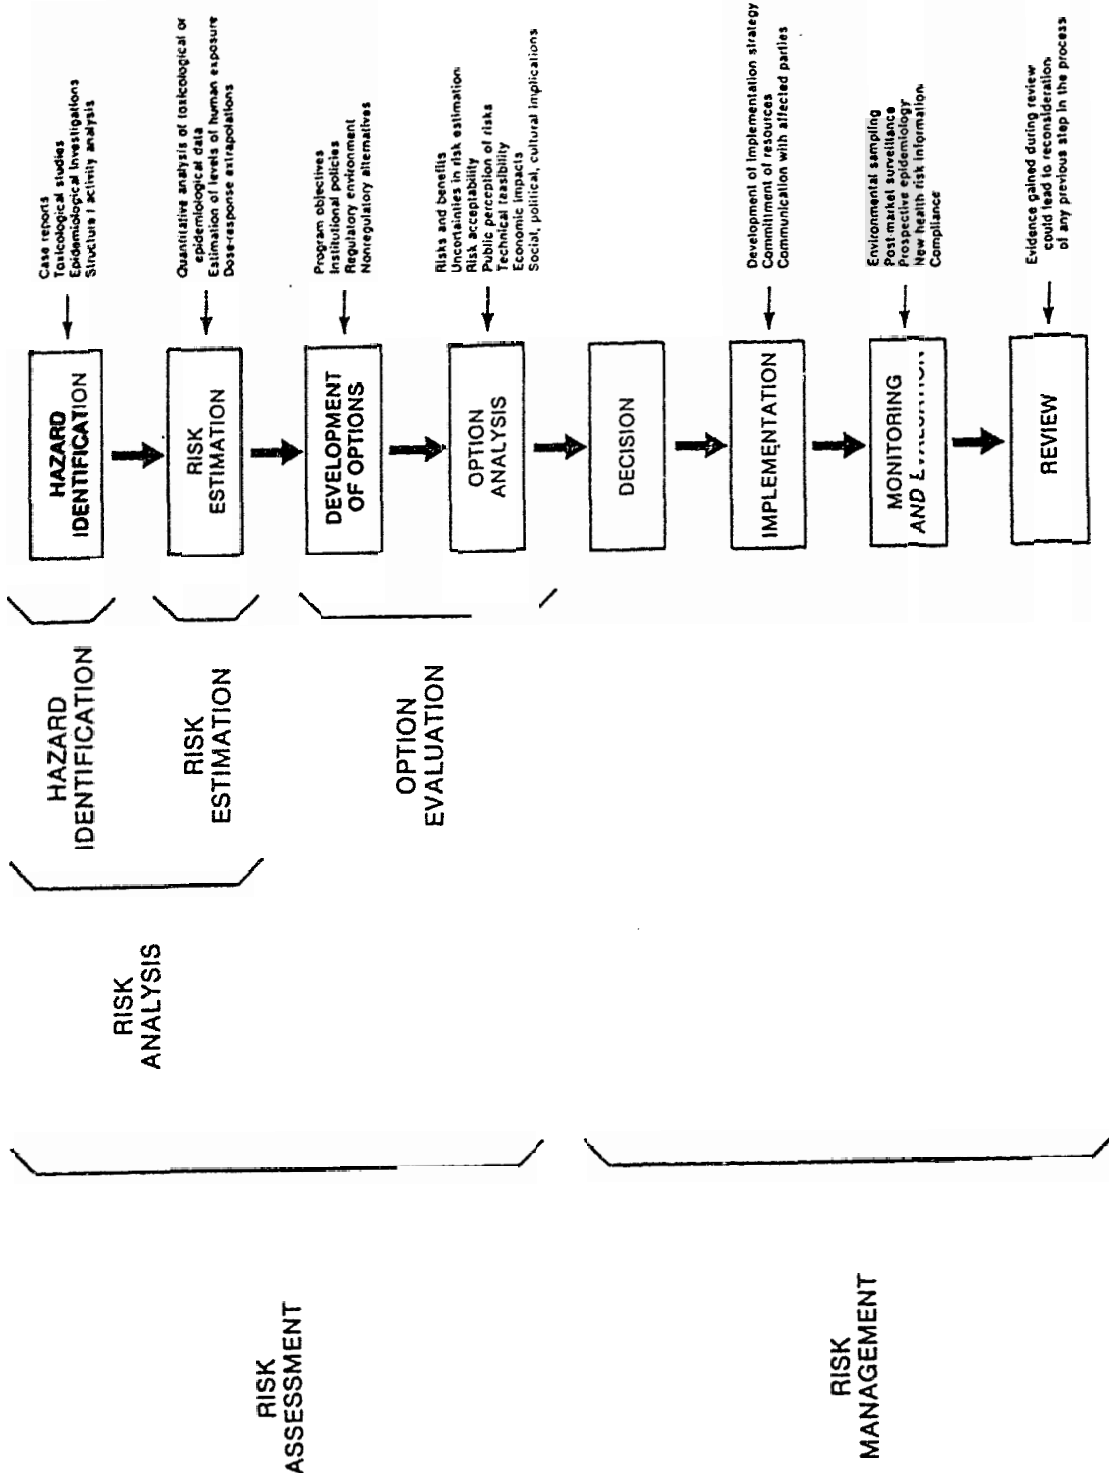 RISK
ASSESSMENT
RISK
MANAGEMENT
RISK
ANALYSIS
HAZARD
IDENTIFICATION
RISK
ESTIMATION
OPTION
EVALUATION
HAZARD
IDENTIFICATION
Case reports
Toxicological studies
Epidemiological investigations
Structure / activity analysis
RISK
ESTIMATION
Quantitative analysis of toxicological or
epidemiological data
Estimation of levels of human exposure
Dose-response extrapolations
DEVELOPMENT
OF OPTIONS
Program objectives
Institutional policies
Regulatory environment
Nonregulatory alternatives
OPTION
ANALYSIS
Risks and benefits
Uncertainties in risk estimation
Risk acceptability
Public perception of risks
Technical feasibility
Economic impacts
Social, political, cultural implications
DECISION
IMPLEMENTATION
Development of implementation strategy
Commitment of resources
Communication with affected parties
MONITORING
AND EVALUATION
Environmental sampling
Post-market surveillance
Prospective epidemiology
New health risk information
Compliance
REVIEW
Evidence gained during review
could lead to reconsideration
of any previous step in the process